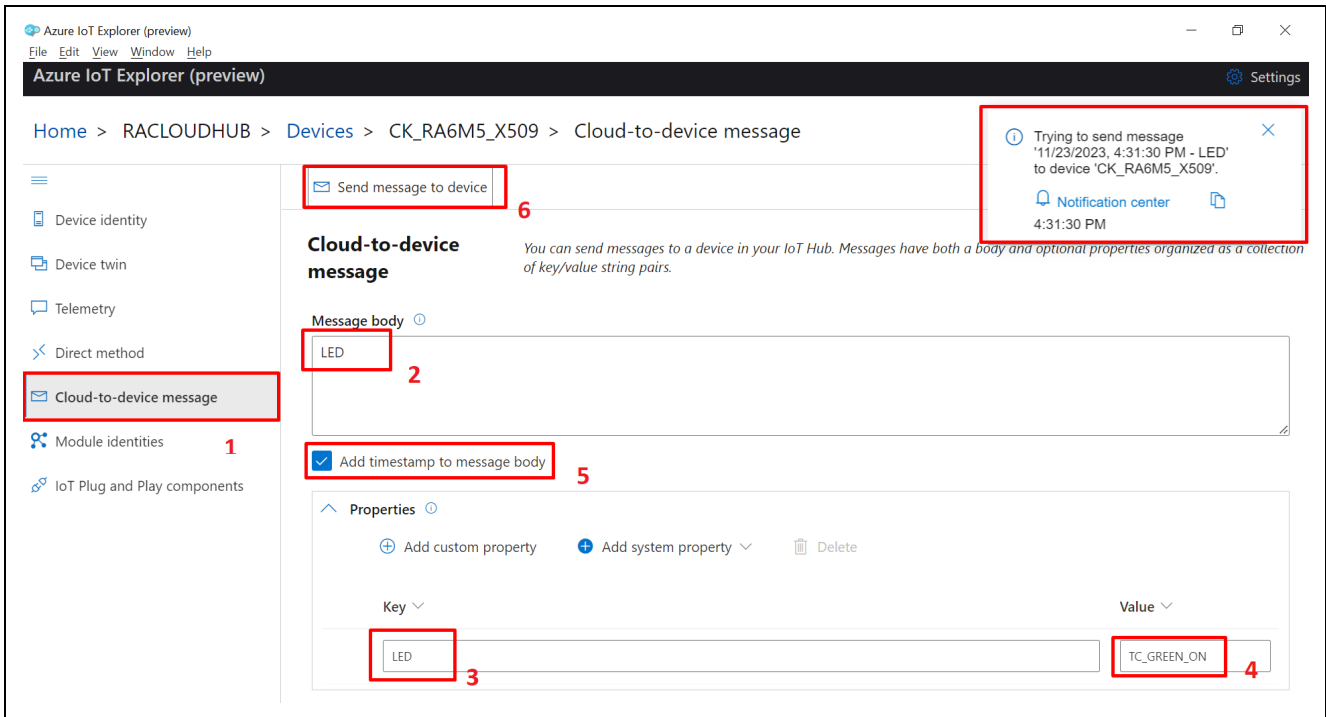 Azure IoT Explorer (preview)
File Edit View Window Help
Azure IoT Explorer (preview)
Settings
Home > RACLOUDHUB > Devices > CK_RA6M5_X509 > Cloud-to-device message
Trying to send message
'11/23/2023, 4:31:30 PM - LED'
to device 'CK_RA6M5_X509'.
Notification center
4:31:30 PM
Device identity
Device twin
Telemetry
Direct method
Cloud-to-device message
1
Module identities
IoT Plug and Play components
Send message to device
6
Cloud-to-device
message
You can send messages to a device in your IoT Hub. Messages have both a body and optional properties organized as a collection
of key/value string pairs.
Message body
LED
2
Add timestamp to message body
5
Properties
Add custom property
Add system property
Delete
Key
Value
LED
3
TC_GREEN_ON
4